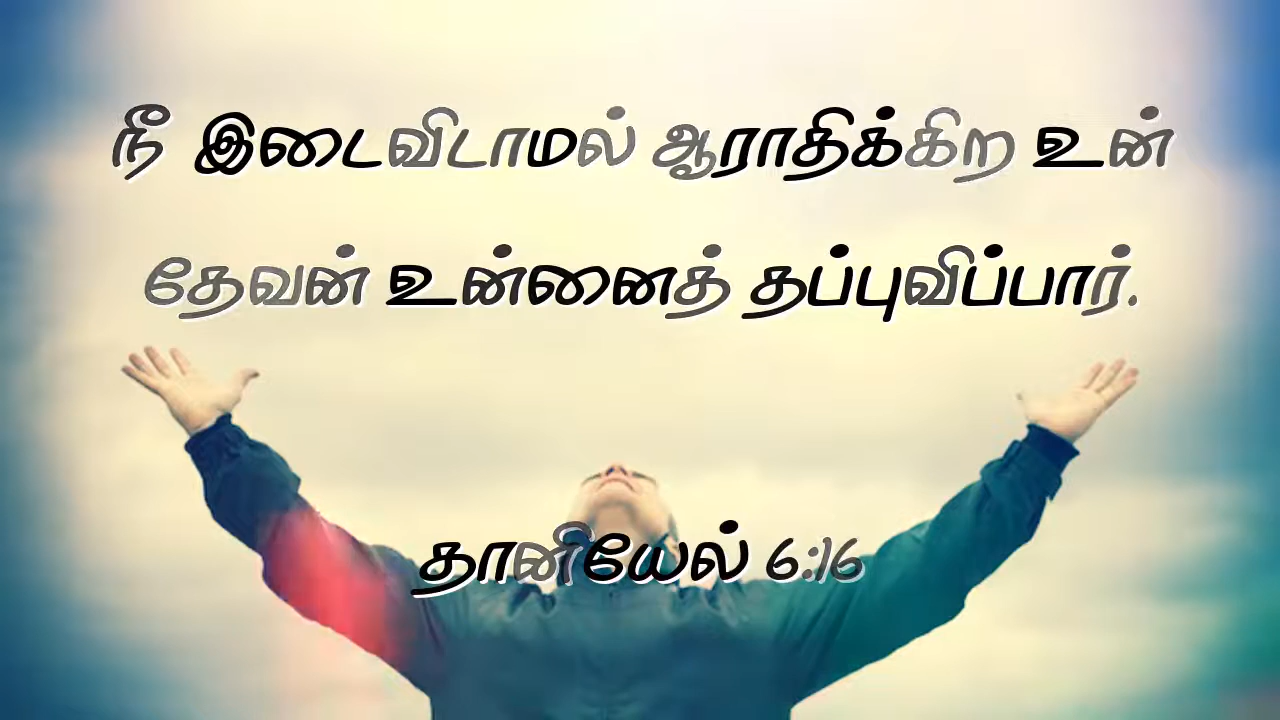 நீ இடைவிடாமல் ஆராதிக்கிற உன்
தேவன் உன்னைத் தப்புவிப்பார்.
தானியேல் 6:16